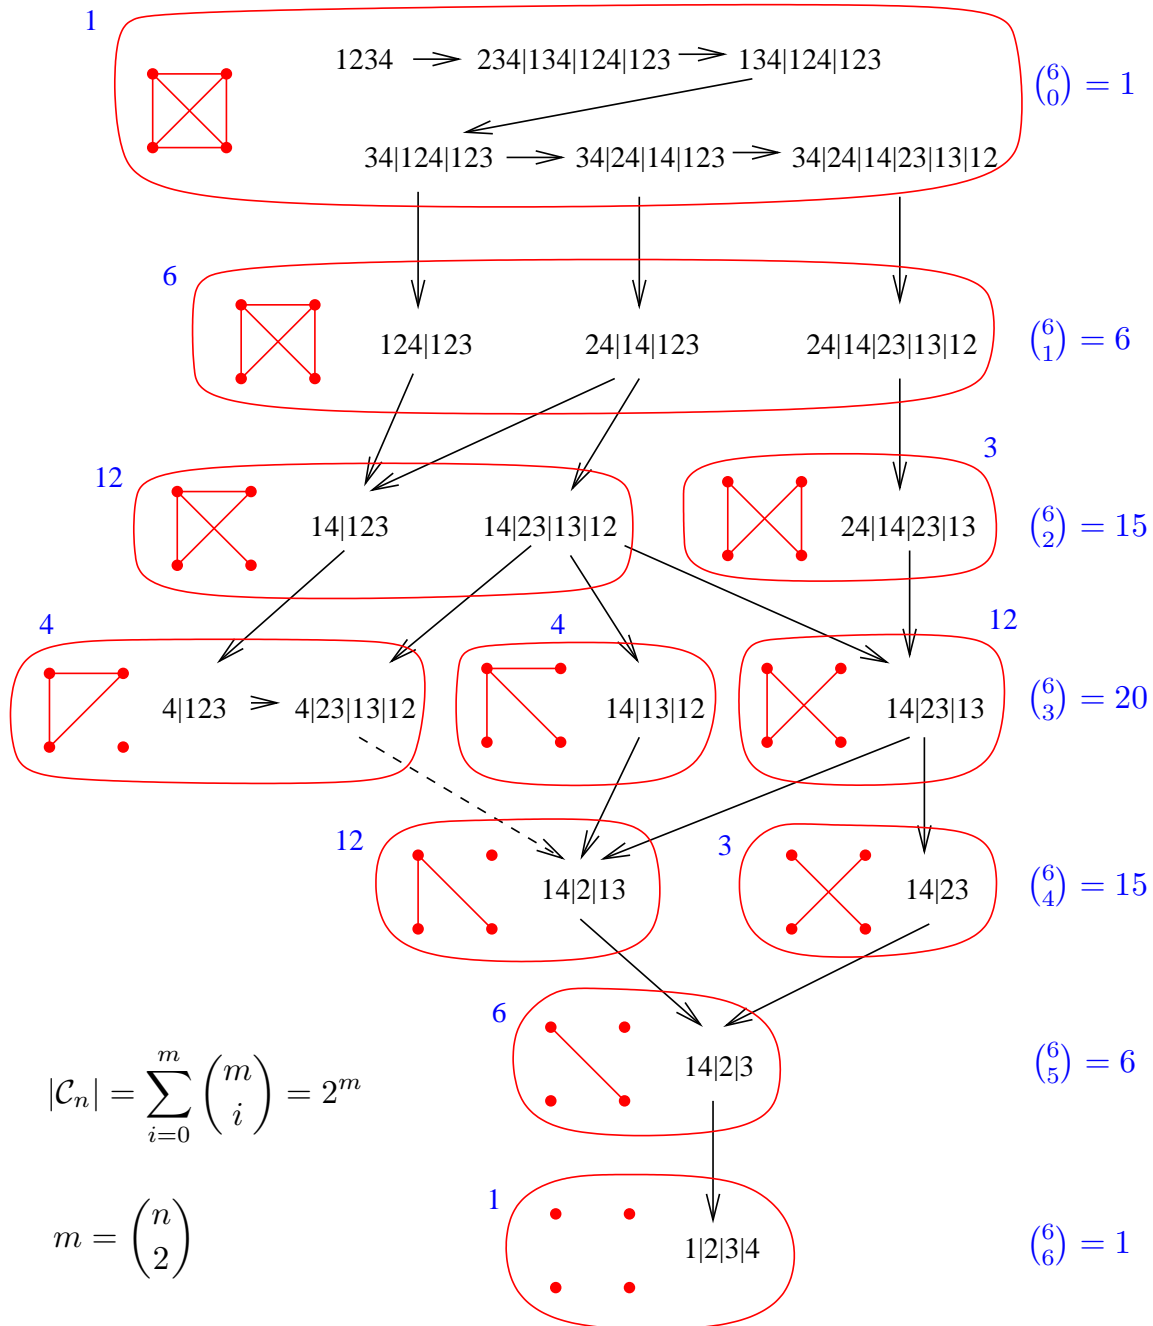 1
1234 234|134|124|123 134|124|123 (6 0) = 1
34|124|123 34|24|14|123 34|24|14|23|13|12
6
124|123 24|14|123 24|14|23|13|12 (6 1) = 6
12 3
14|123 14|23|13|12 24|14|23|13 (6 2) = 15
4 4 12
4|123 4|23|13|12 14|13|12 14|23|13 (6 3) = 20
12 3
14|2|13 14|23 (6 4) = 15
6
14|2|3 (6 5) = 6
|𝒞_n| = ∑_{i=0}^{m} (m i) = 2^m
1
1|2|3|4 (6 6) = 1
m = (n 2)